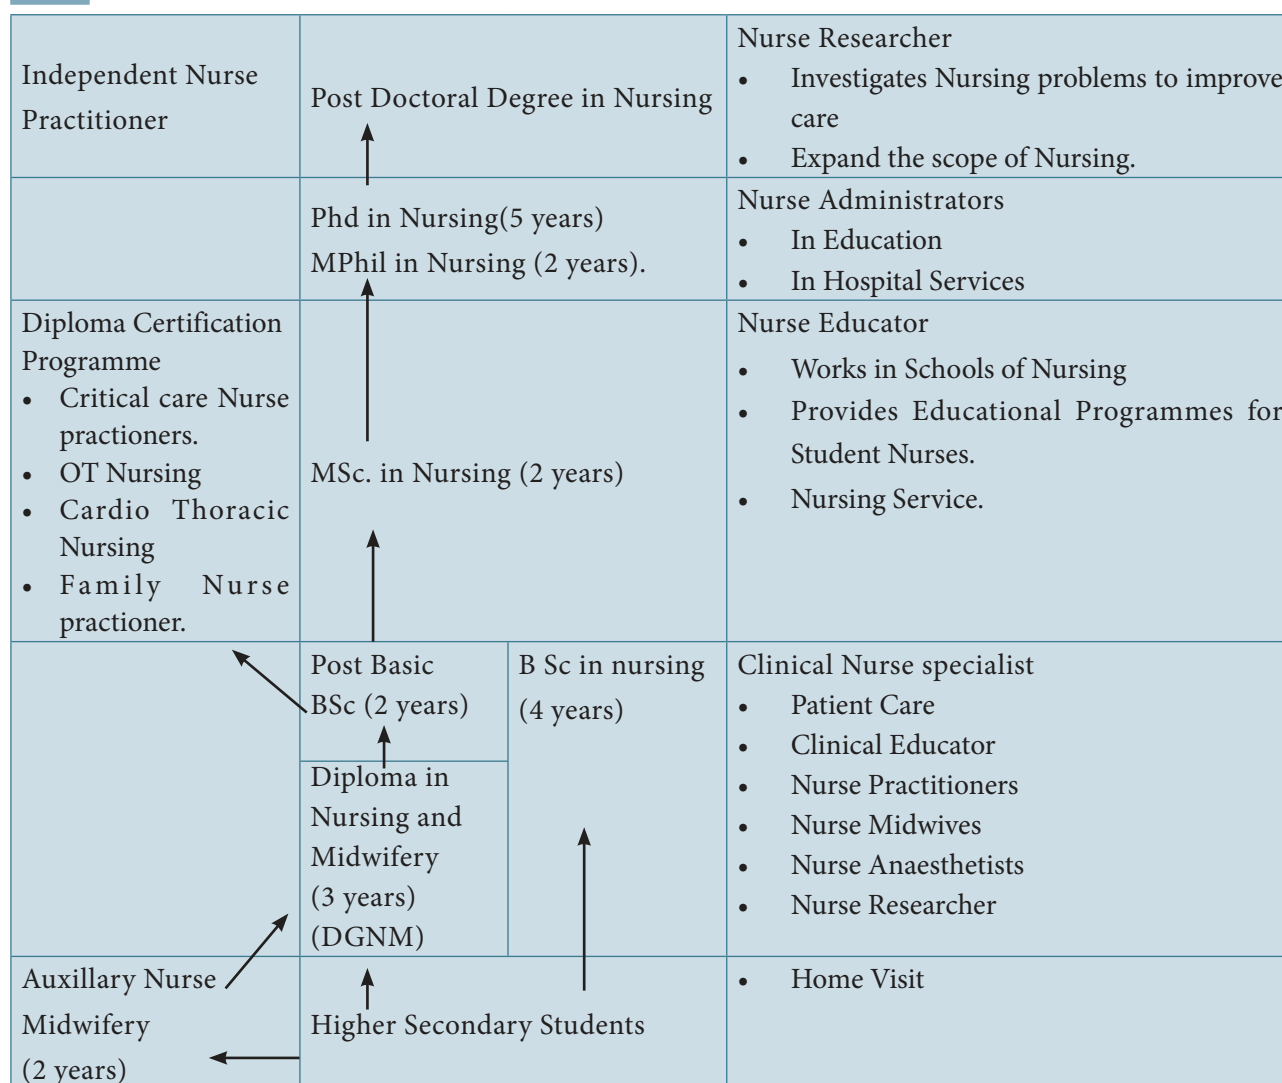 Independent Nurse
Practitioner
Post Doctoral Degree in Nursing
Nurse Researcher
• Investigates Nursing problems to improve
care
• Expand the scope of Nursing.
Phd in Nursing(5 years)
MPhil in Nursing (2 years).
Nurse Administrators
• In Education
• In Hospital Services
Diploma Certification
Programme
• Critical care Nurse
practioners.
• OT Nursing
• Cardio Thoracic
Nursing
• Family Nurse
practioner.
MSc. in Nursing (2 years)
Nurse Educator
• Works in Schools of Nursing
• Provides Educational Programmes for
Student Nurses.
• Nursing Service.
Post Basic
BSc (2 years)
B Sc in nursing
(4 years)
Diploma in
Nursing and
Midwifery
(3 years)
(DGNM)
Clinical Nurse specialist
• Patient Care
• Clinical Educator
• Nurse Practitioners
• Nurse Midwives
• Nurse Anaesthetists
• Nurse Researcher
Auxillary Nurse
Midwifery
(2 years)
Higher Secondary Students
• Home Visit